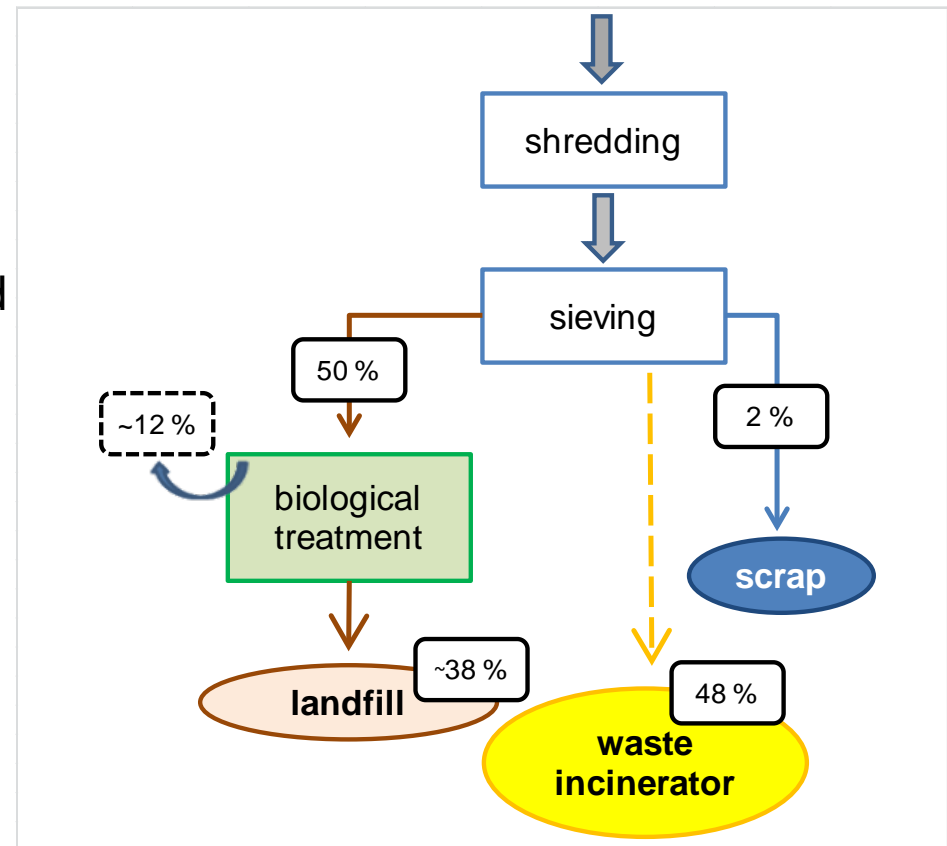 shredding
sieving
50 %
2 %
~12 %
biological
treatment
scrap
~38 %
landfill
48 %
waste
incinerator